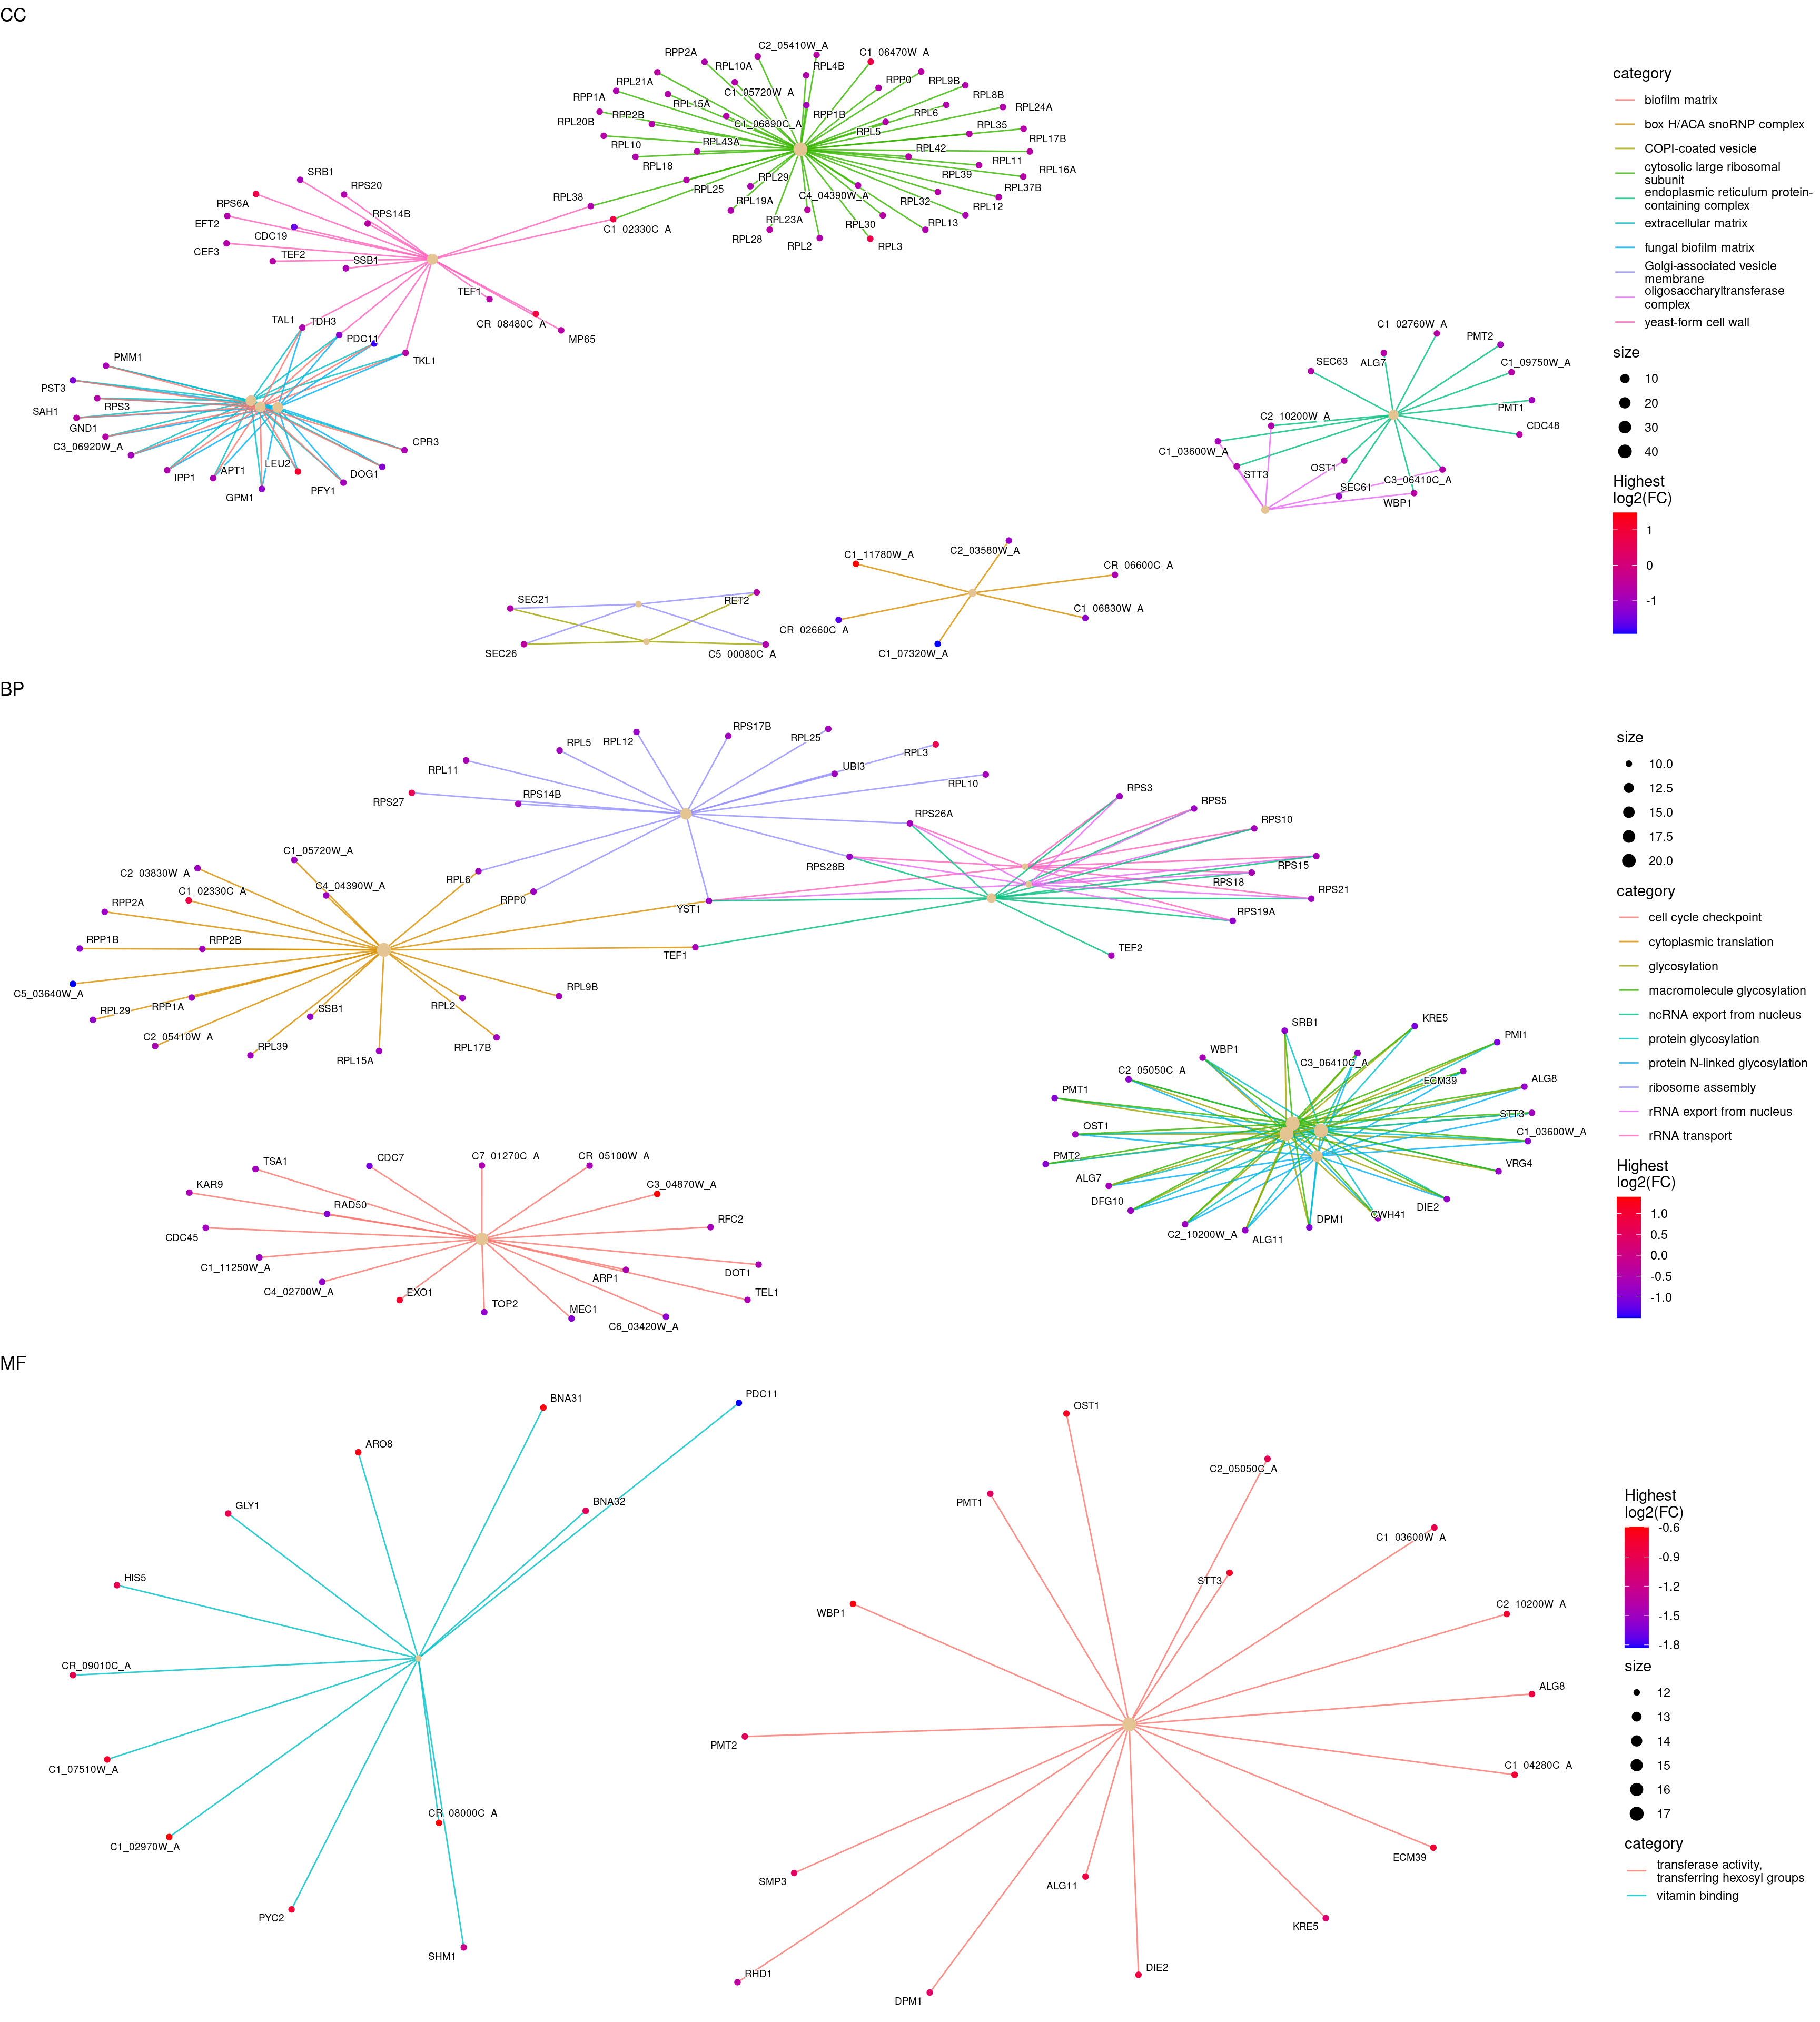 CC
C2_05410W_A
RPP2A
C1_06470W_A
RPL10A
RPL4B
RPL21A
RPP0
RPL9B
C1_05720W_A
RPL8B
RPP1A
RPL15A
RPL24A
RPP2B
RPP1B
RPL6
RPL20B
C1_06890C_A
RPL5
RPL35
RPL17B
RPL10
RPL43A
RPL42
RPL18
RPL11
RPL16A
RPL29
RPL39
RPL25
RPL37B
RPL38
RPL19A
C4_04390W_A
RPL32
RPL12
RPL23A
RPL30
RPL13
C1_02330C_A
RPL28
RPL2
RPL3
SRB1
RPS20
RPS6A
RPS14B
EFT2
CDC19
CEF3
TEF2
SSB1
TEF1
CR_08480C_A
MP65
TAL1
TDH3
PDC11
TKL1
PMM1
PST3
RPS3
SAH1
GND1
C3_06920W_A
CPR3
IPP1
APT1
LEU2
DOG1
GPM1
PFY1
C1_02760W_A
PMT2
SEC63
ALG7
C1_09750W_A
PMT1
C2_10200W_A
CDC48
C1_03600W_A
STT3
OST1
C3_06410C_A
SEC61
WBP1
C1_11780W_A
C2_03580W_A
CR_06600C_A
SEC21
RET2
C1_06830W_A
CR_02660C_A
SEC26
C5_00080C_A
C1_07320W_A
category
biofilm matrix
box H/ACA snoRNP complex
COPI-coated vesicle
cytosolic large ribosomal
subunit
endoplasmic reticulum protein-
containing complex
extracellular matrix
fungal biofilm matrix
Golgi-associated vesicle
membrane
oligosaccharyltransferase
complex
yeast-form cell wall
size
10
20
30
40
Highest
log2(FC)
1
0
-1
BP
RPS17B
RPL5
RPL12
RPL25
RPL3
RPL11
UBI3
RPL10
RPS27
RPS14B
RPS26A
RPS3
RPS5
RPS10
C1_05720W_A
C2_03830W_A
C1_02330C_A
C4_04390W_A
RPL6
RPS28B
RPS15
RPS18
RPS21
RPP2A
RPP0
YST1
RPS19A
RPP1B
RPP2B
TEF1
TEF2
C5_03640W_A
RPL9B
RPL29
RPP1A
SSB1
RPL2
C2_05410W_A
RPL39
RPL15A
RPL17B
SRB1
KRE5
PMI1
WBP1
C3_06410C_A
C2_05050C_A
ECM39
ALG8
PMT1
STT3
OST1
C1_03600W_A
PMT2
VRG4
ALG7
DFG10
DIE2
C2_10200W_A
ALG11
DPM1
CWH41
TSA1
CDC7
C7_01270C_A
CR_05100W_A
KAR9
C3_04870W_A
RAD50
RFC2
CDC45
C1_11250W_A
ARP1
DOT1
C4_02700W_A
EXO1
TEL1
TOP2
MEC1
C6_03420W_A
size
10.0
12.5
15.0
17.5
20.0
category
cell cycle checkpoint
cytoplasmic translation
glycosylation
macromolecule glycosylation
ncRNA export from nucleus
protein glycosylation
protein N-linked glycosylation
ribosome assembly
rRNA export from nucleus
rRNA transport
Highest
log2(FC)
1.0
0.5
0.0
-0.5
-1.0
MF
BNA31
PDC11
ARO8
GLY1
BNA32
HIS5
CR_09010C_A
C1_07510W_A
CR_08000C_A
C1_02970W_A
PYC2
SHM1
OST1
C2_05050C_A
PMT1
C1_03600W_A
STT3
WBP1
C2_10200W_A
ALG8
PMT2
C1_04280C_A
ECM39
SMP3
ALG11
KRE5
RHD1
DIE2
DPM1
Highest
log2(FC)
-0.6
-0.9
-1.2
-1.5
-1.8
size
12
13
14
15
16
17
category
transferase activity,
transferring hexosyl groups
vitamin binding